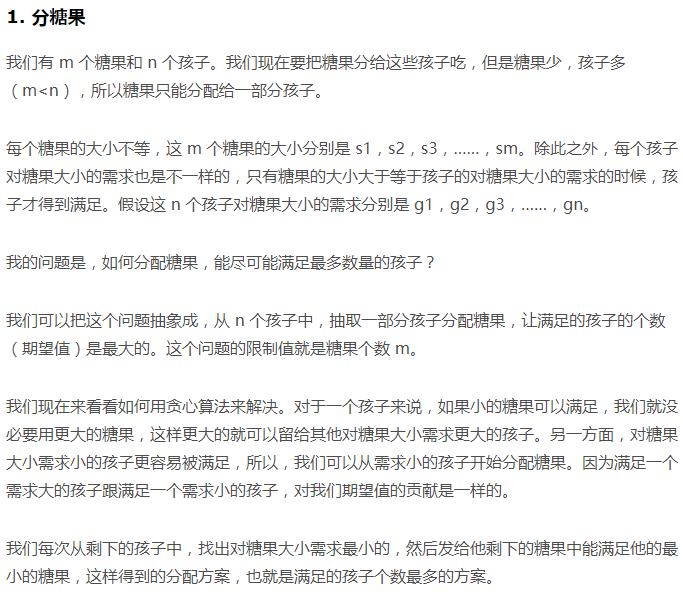 1. 分糖果
我们有 m 个糖果和 n 个孩子。我们现在要把糖果分给这些孩子吃，但是糖果少，孩子多
（m<n），所以糖果只能分配给一部分孩子。
每个糖果的大小不等，这 m 个糖果的大小分别是 s1，s2，s3，……，sm。除此之外，每个孩子
对糖果大小的需求也是不一样的，只有糖果的大小大于等于孩子的对糖果大小的需求的时候，孩
子才得到满足。假设这 n 个孩子对糖果大小的需求分别是 g1，g2，g3，……，gn。
我的问题是，如何分配糖果，能尽可能满足最多数量的孩子？
我们可以把这个问题抽象成，从 n 个孩子中，抽取一部分孩子分配糖果，让满足的孩子的个数
（期望值）是最大的。这个问题的限制值就是糖果个数 m。
我们现在来看看如何用贪心算法来解决。对于一个孩子来说，如果小的糖果可以满足，我们就没
必要用更大的糖果，这样更大的就可以留给其他对糖果大小需求更大的孩子。另一方面，对糖果
大小需求小的孩子更容易被满足，所以，我们可以从需求小的孩子开始分配糖果。因为满足一个
需求大的孩子跟满足一个需求小的孩子，对我们期望值的贡献是一样的。
我们每次从剩下的孩子中，找出对糖果大小需求最小的，然后发给他剩下的糖果中能满足他的最
小的糖果，这样得到的分配方案，也就是满足的孩子个数最多的方案。